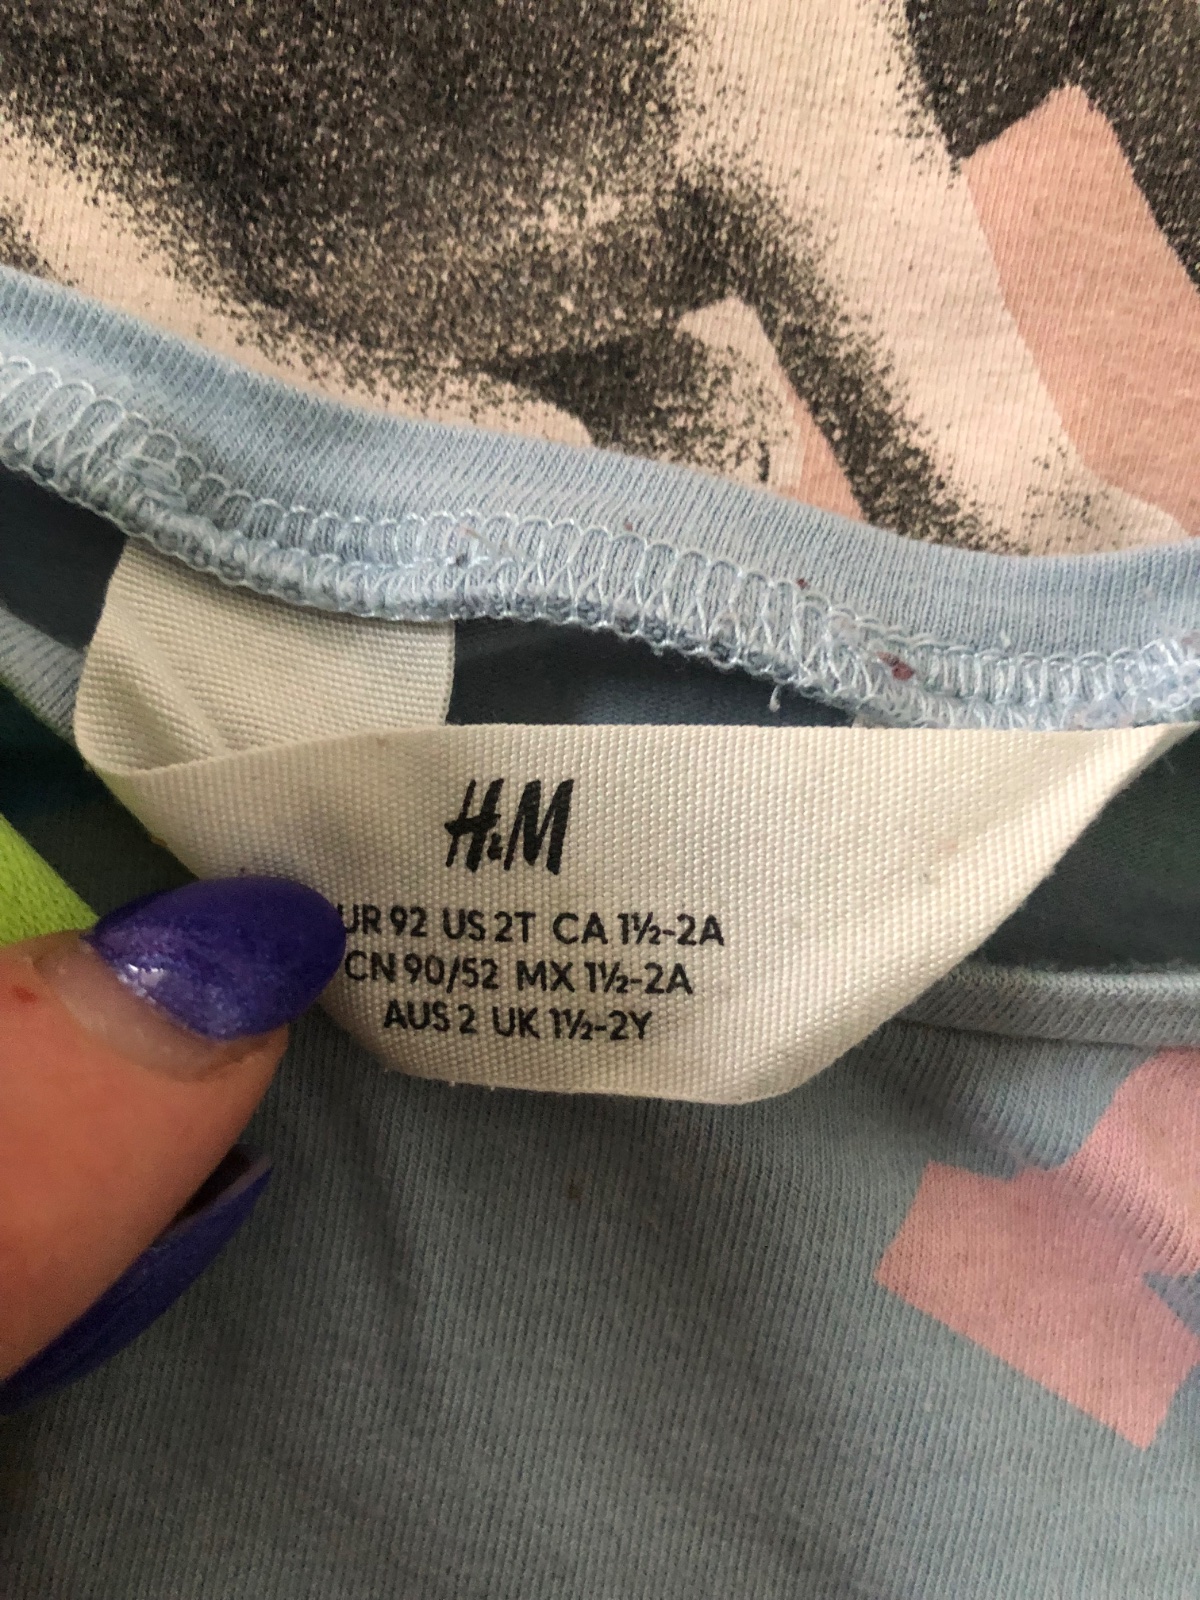 H&M
UR 92 US 2T CA 1½-2A
CN 90/52 MX 1½-2A
AUS 2 UK 1½-2Y